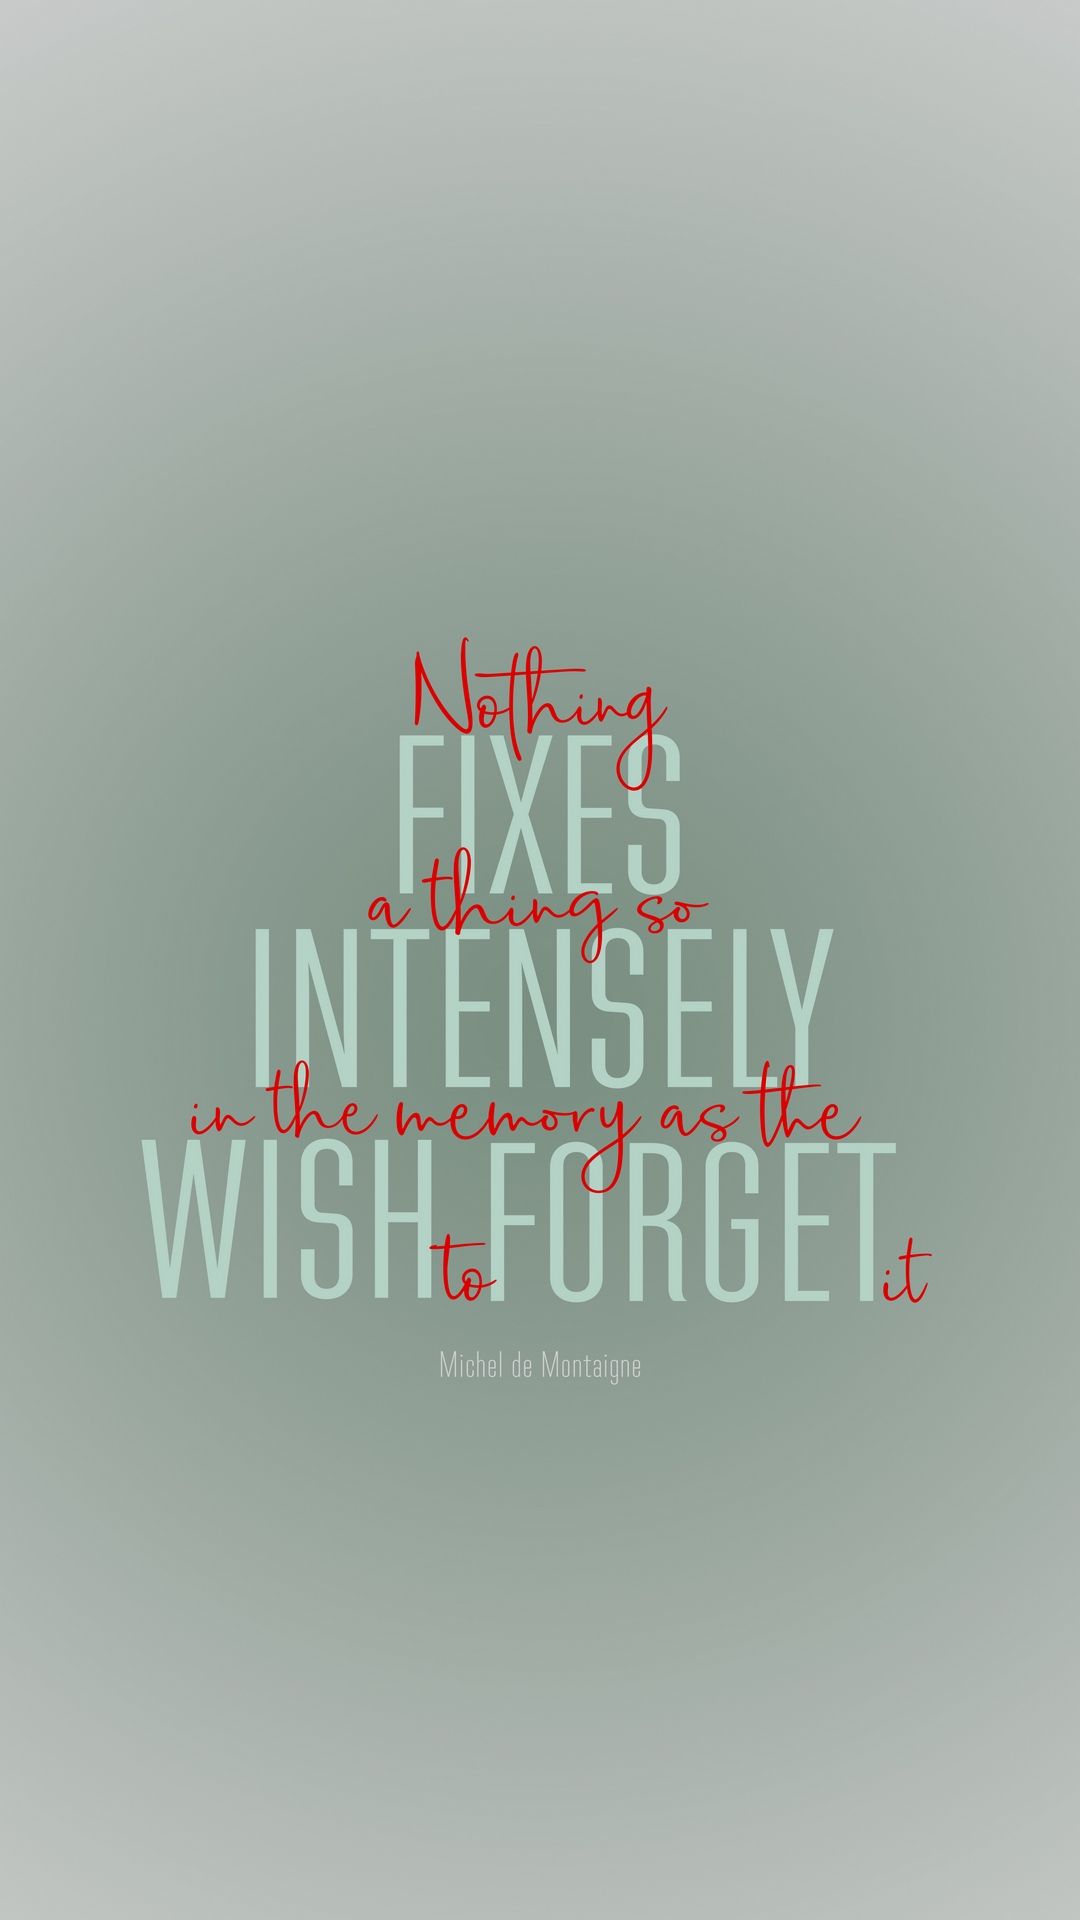 Nothing
FIXES
a thing so
INTENSELY
in the memory as the
WISH to FORGET it
Michel de Montaigne